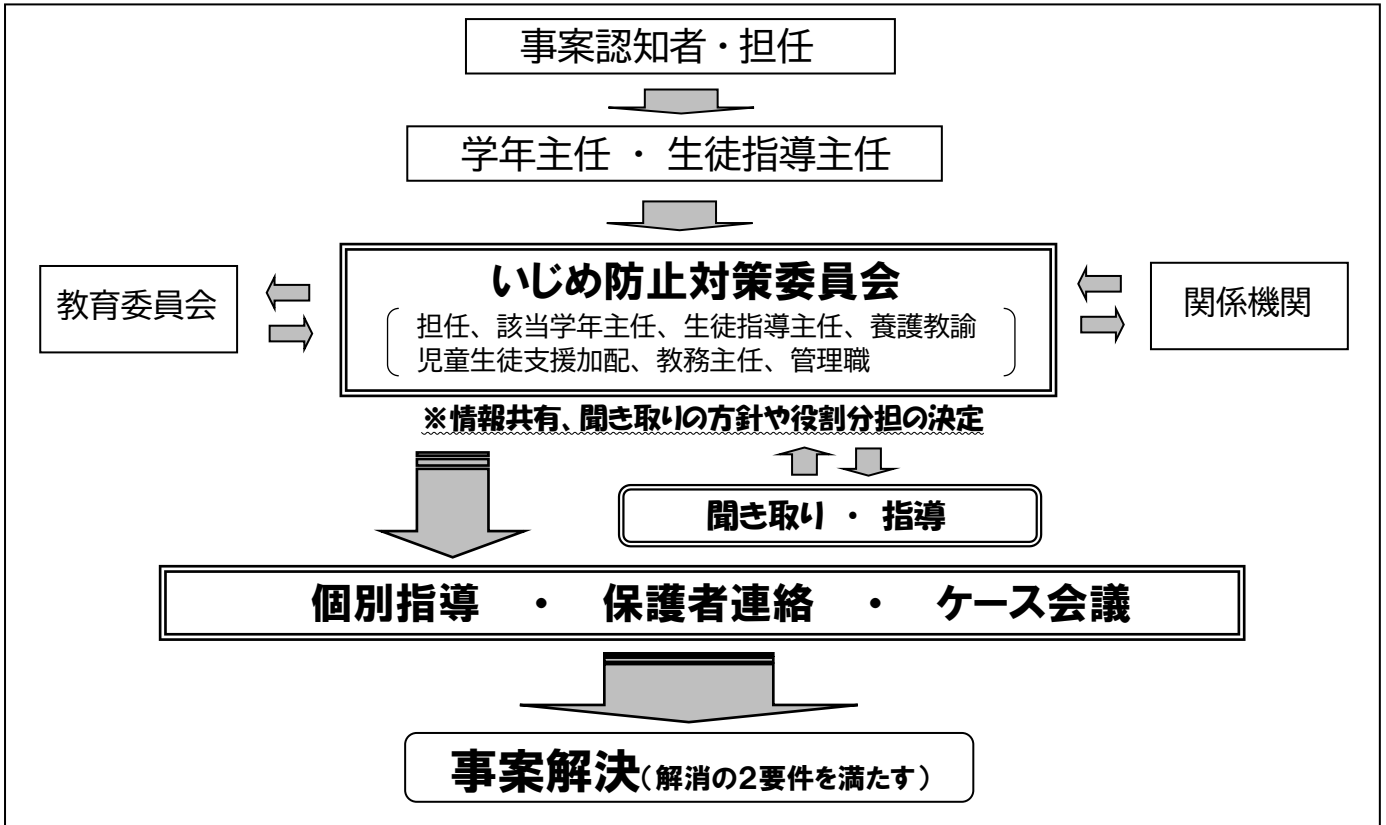 事案認知者・担任
学年主任 ・ 生徒指導主任
いじめ防止対策委員会
担任、該当学年主任、生徒指導主任、養護教諭
児童生徒支援加配、教務主任、管理職
教育委員会
関係機関
※情報共有、聞き取りの方針や役割分担の決定
聞き取り ・ 指導
個別指導 ・ 保護者連絡 ・ ケース会議
事案解決(解消の2要件を満たす)